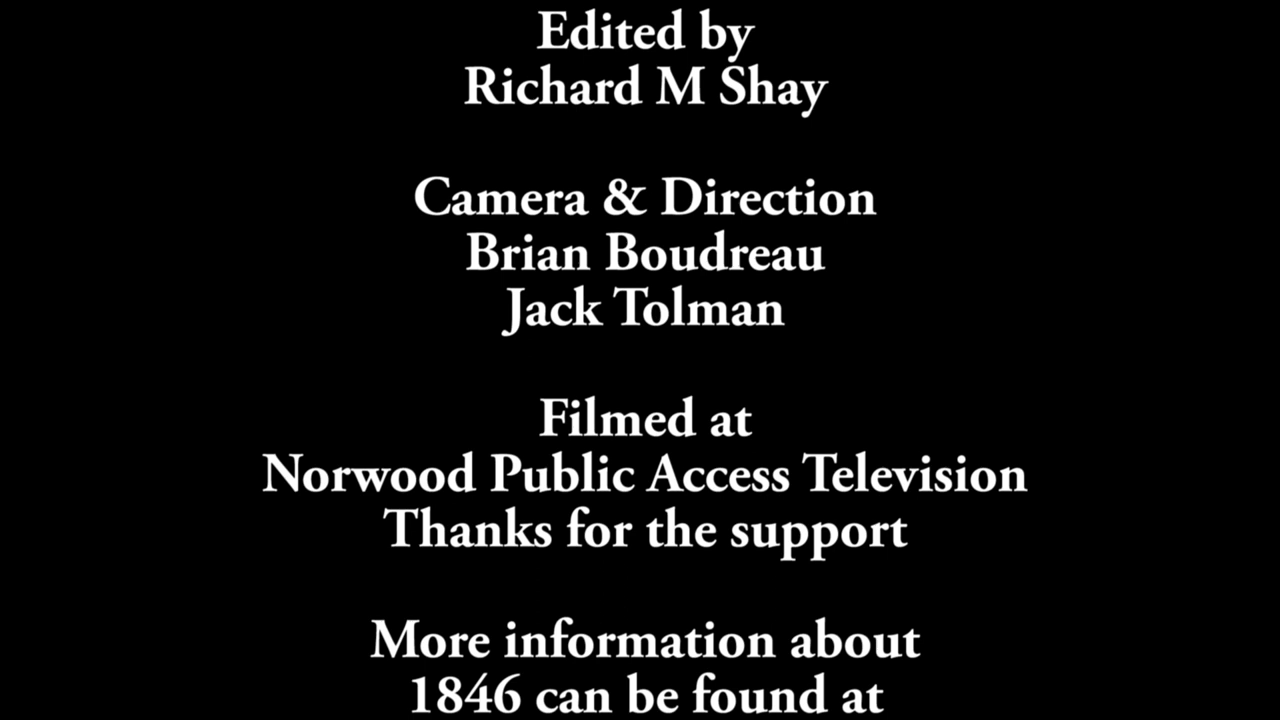 Edited by
Richard M Shay
Camera & Direction
Brian Boudreau
Jack Tolman
Filmed at
Norwood Public Access Television
Thanks for the support
More information about
1846 can be found at